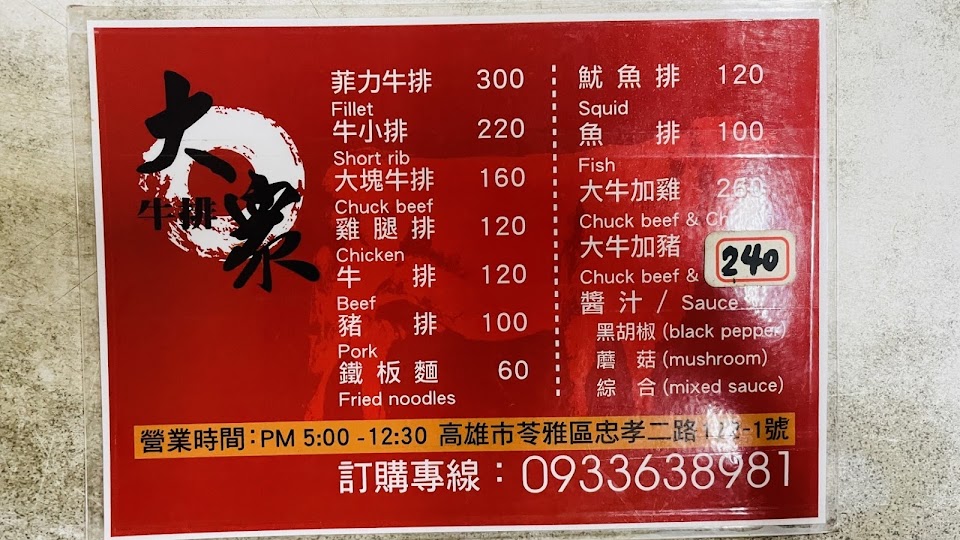 大眾
牛排
菲力牛排 300
Fillet
牛小排 220
Short rib
大塊牛排 160
Chuck beef
雞腿排 120
Chicken
牛排 120
Beef
豬排 100
Pork
鐵板麵 60
Fried noodles
魷魚排 120
Squid
魚排 100
Fish
大牛加雞 260
Chuck beef &
大牛加豬 240
Chuck beef &
醬汁 / Sauce
黑胡椒 (black pepper)
蘑菇 (mushroom)
綜合 (mixed sauce)
營業時間：PM 5:00 -12:30 高雄市苓雅區忠孝二路
訂購專線：0933638981